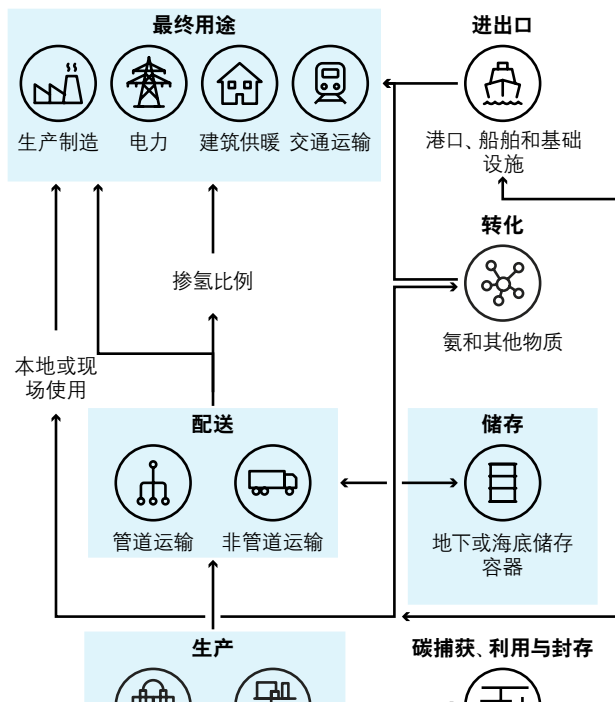 最终用途
生产制造
电力
建筑供暖
交通运输
进出口
港口、船舶和基础
设施
转化
氨和其他物质
掺氢比例
本地或现
场使用
配送
管道运输
非管道运输
储存
地下或海底储存
容器
生产
碳捕获、利用与封存